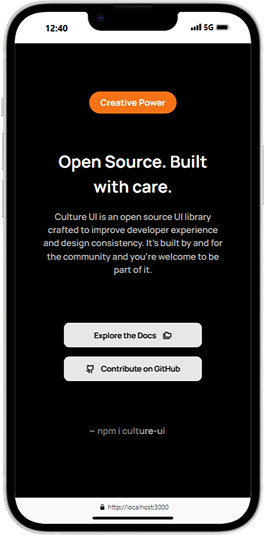 12:40
5G
Creative Power
Open Source. Built
with care.
Culture UI is an open source UI library
crafted to improve developer experience
and design consistency. It's built by and for
the community and you're welcome to be
part of it.
Explore the Docs
Contribute on GitHub
~ npm i culture-ui
http://localhost:3000